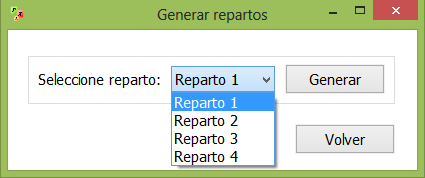 Generar repartos
Seleccione reparto: Reparto 1 Generar
Reparto 1
Reparto 2
Reparto 3
Reparto 4
Volver